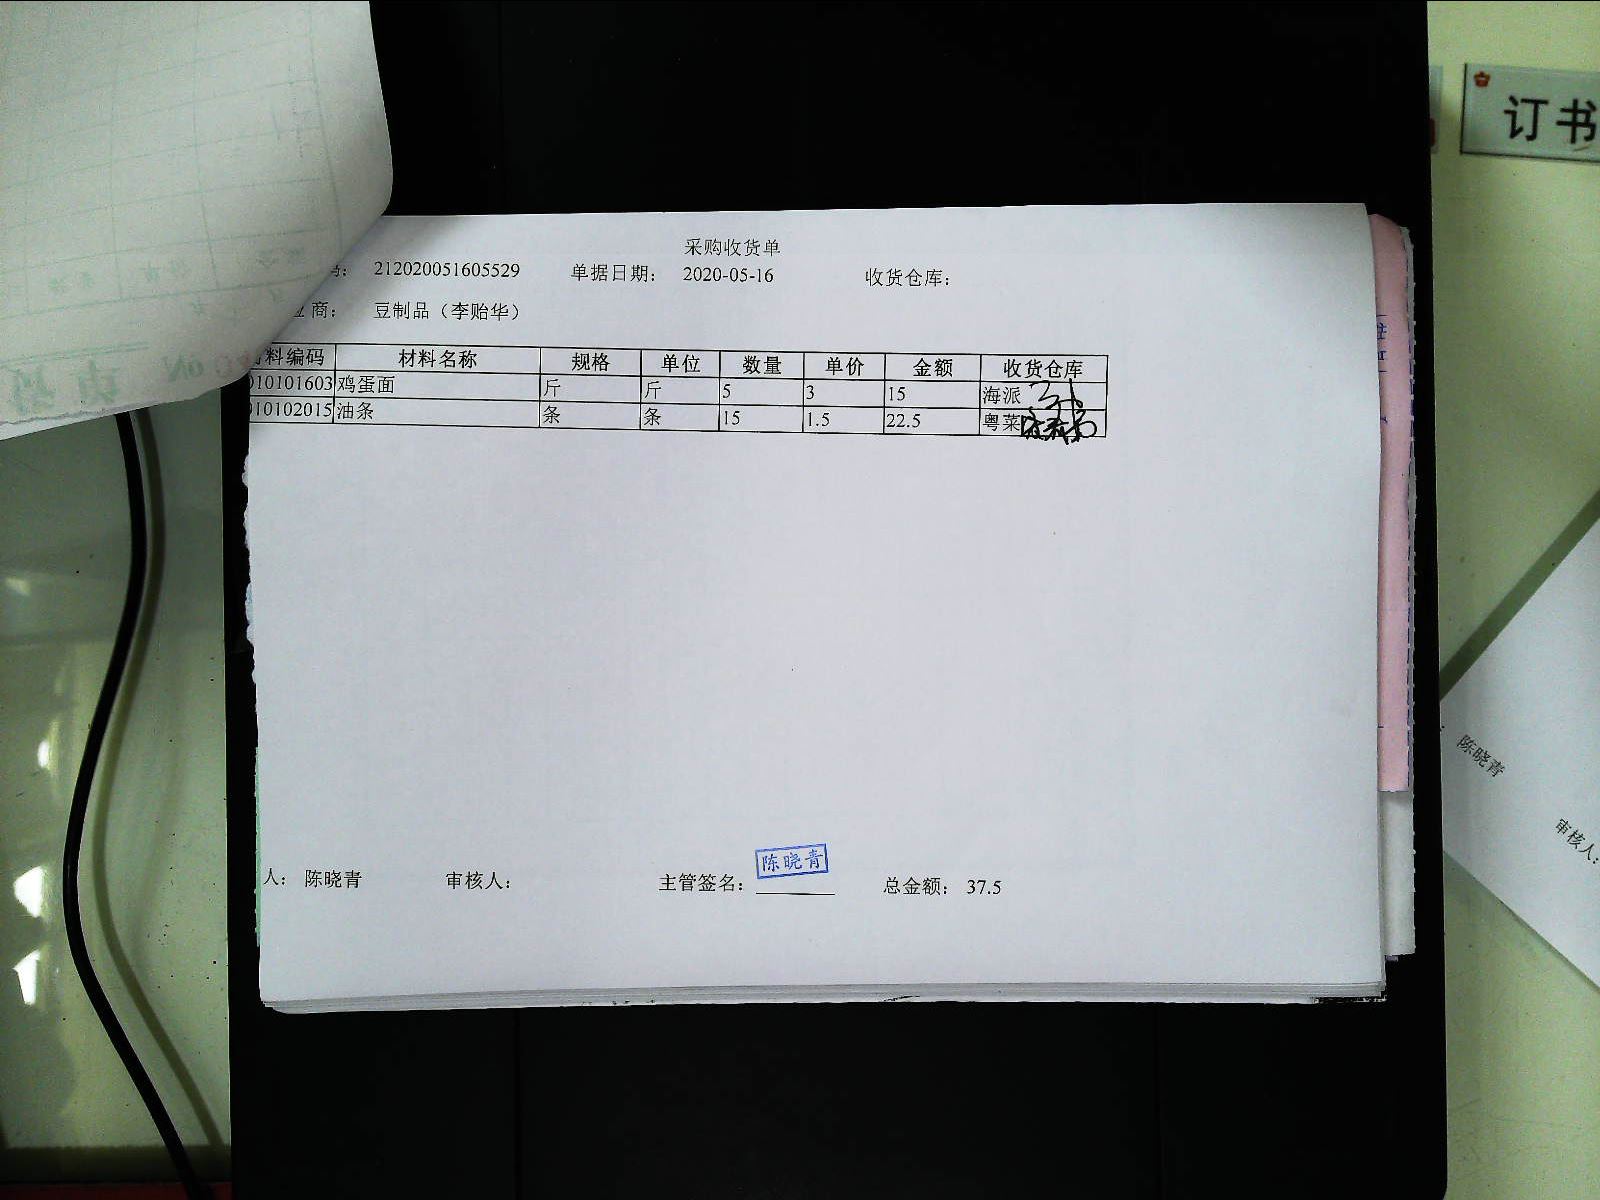 采购收货单
212020051605529 单据日期： 2020-05-16 收货仓库：
商： 豆制品（李贻华）
料编码 材料名称 规格 单位 数量 单价 金额 收货仓库
010101603 鸡蛋面 斤 斤 5 3 15 海派
010102015 油条 条 条 15 1.5 22.5 粤菜
陈晓青
人： 陈晓青 审核人： 主管签名： 总金额： 37.5
订书
陈晓青
审核人：